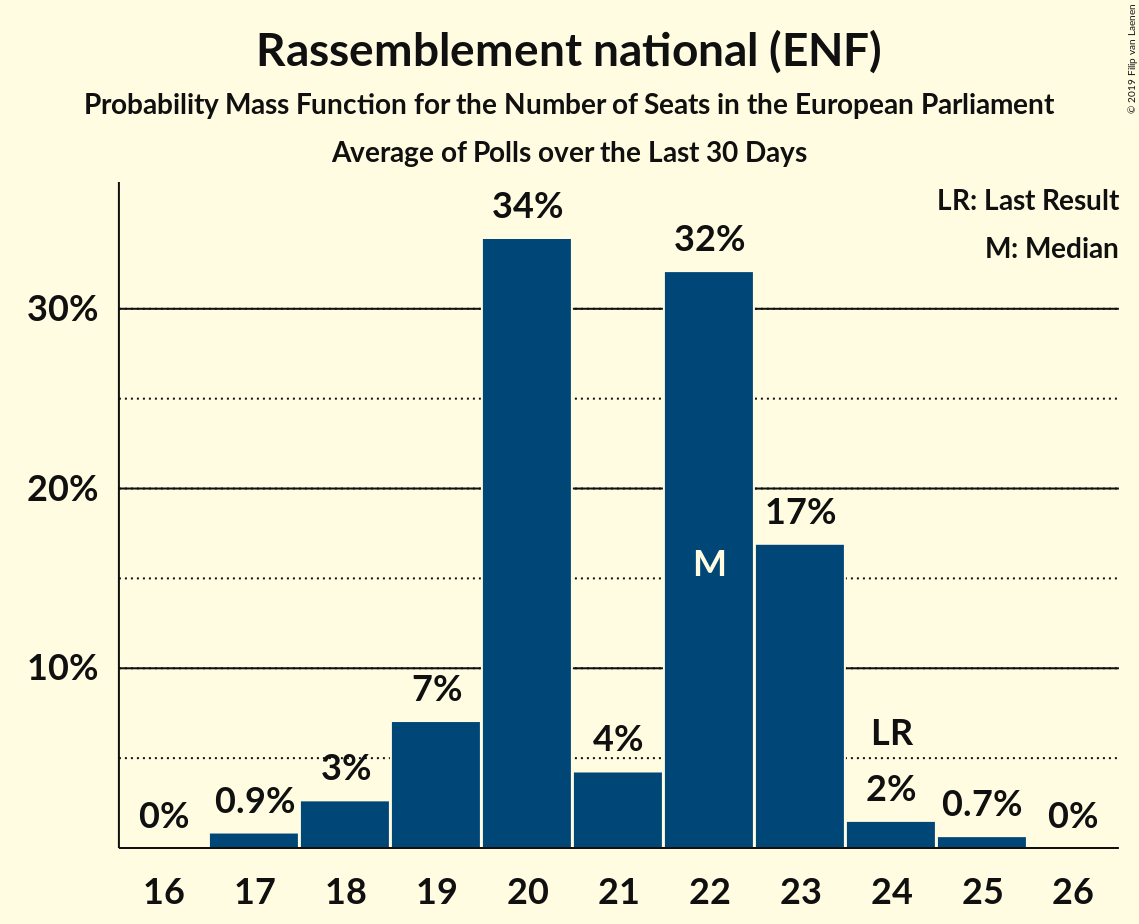 Rassemblement national (ENF)
Probability Mass Function for the Number of Seats in the European Parliament
Average of Polls over the Last 30 Days
© 2019 Filip van Laenen
LR: Last Result
M: Median
34%
32%
30%
20%
17%
M
10%
7%
4%
LR
3%
2%
0%
0.9%
0.7%
0%
16 17 18 19 20 21 22 23 24 25 26